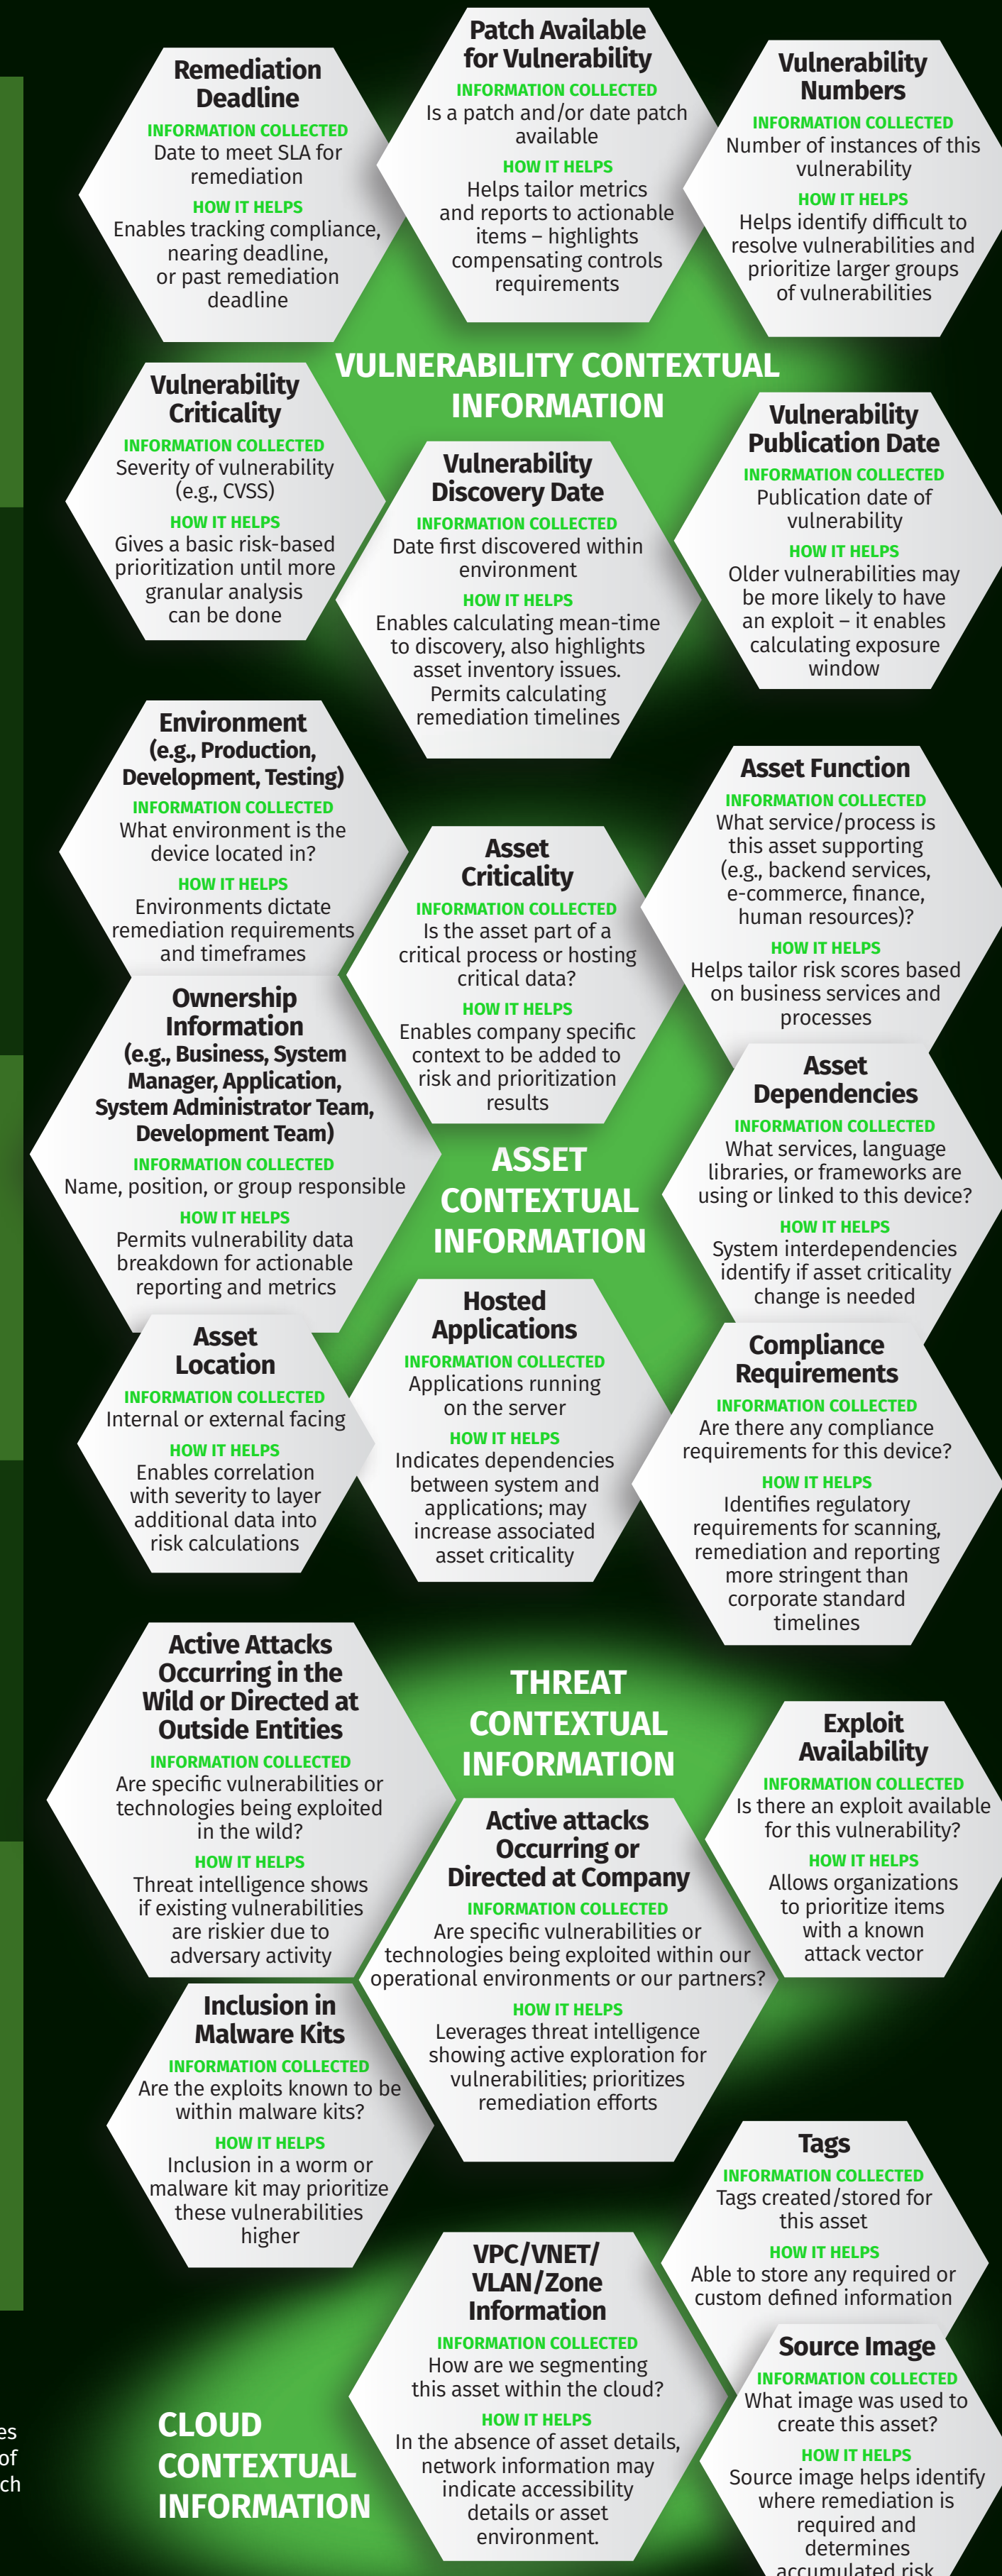 Remediation
Deadline
INFORMATION COLLECTED
Date to meet SLA for
remediation
HOW IT HELPS
Enables tracking compliance,
nearing deadline,
or past remediation
deadline
Patch Available
for Vulnerability
INFORMATION COLLECTED
Is a patch and/or date patch
available
HOW IT HELPS
Helps tailor metrics
and reports to actionable
items – highlights
compensating controls
requirements
Vulnerability
Numbers
INFORMATION COLLECTED
Number of instances of this
vulnerability
HOW IT HELPS
Helps identify difficult to
resolve vulnerabilities and
prioritize larger groups
of vulnerabilities
VULNERABILITY CONTEXTUAL
INFORMATION
Vulnerability
Criticality
INFORMATION COLLECTED
Severity of vulnerability
(e.g., CVSS)
HOW IT HELPS
Gives a basic risk-based
prioritization until more
granular analysis
can be done
Vulnerability
Discovery Date
INFORMATION COLLECTED
Date first discovered within
environment
HOW IT HELPS
Enables calculating mean-time
to discovery, also highlights
asset inventory issues.
Permits calculating
remediation timelines
Vulnerability
Publication Date
INFORMATION COLLECTED
Publication date of
vulnerability
HOW IT HELPS
Older vulnerabilities may
be more likely to have
an exploit – it enables
calculating exposure
window
Environment
(e.g., Production,
Development, Testing)
INFORMATION COLLECTED
What environment is the
device located in?
HOW IT HELPS
Environments dictate
remediation requirements
and timeframes
Asset
Criticality
INFORMATION COLLECTED
Is the asset part of a
critical process or hosting
critical data?
HOW IT HELPS
Enables company specific
context to be added to
risk and prioritization
results
Asset Function
INFORMATION COLLECTED
What service/process is
this asset supporting
(e.g., backend services,
e-commerce, finance,
human resources)?
HOW IT HELPS
Helps tailor risk scores based
on business services and
processes
Ownership
Information
(e.g., Business, System
Manager, Application,
System Administrator Team,
Development Team)
INFORMATION COLLECTED
Name, position, or group responsible
HOW IT HELPS
Permits vulnerability data
breakdown for actionable
reporting and metrics
ASSET
CONTEXTUAL
INFORMATION
Asset
Dependencies
INFORMATION COLLECTED
What services, language
libraries, or frameworks are
using or linked to this device?
HOW IT HELPS
System interdependencies
identify if asset criticality
change is needed
Asset
Location
INFORMATION COLLECTED
Internal or external facing
HOW IT HELPS
Enables correlation
with severity to layer
additional data into
risk calculations
Hosted
Applications
INFORMATION COLLECTED
Applications running
on the server
HOW IT HELPS
Indicates dependencies
between system and
applications; may
increase associated
asset criticality
Compliance
Requirements
INFORMATION COLLECTED
Are there any compliance
requirements for this device?
HOW IT HELPS
Identifies regulatory
requirements for scanning,
remediation and reporting
more stringent than
corporate standard
timelines
Active Attacks
Occurring in the
Wild or Directed at
Outside Entities
INFORMATION COLLECTED
Are specific vulnerabilities or
technologies being exploited
in the wild?
HOW IT HELPS
Threat intelligence shows
if existing vulnerabilities
are riskier due to
adversary activity
THREAT
CONTEXTUAL
INFORMATION
Active attacks
Occurring or
Directed at Company
INFORMATION COLLECTED
Are specific vulnerabilities or
technologies being exploited within our
operational environments or our partners?
HOW IT HELPS
Leverages threat intelligence
showing active exploration for
vulnerabilities; prioritizes
remediation efforts
Exploit
Availability
INFORMATION COLLECTED
Is there an exploit available
for this vulnerability?
HOW IT HELPS
Allows organizations
to prioritize items
with a known
attack vector
Inclusion in
Malware Kits
INFORMATION COLLECTED
Are the exploits known to be
within malware kits?
HOW IT HELPS
Inclusion in a worm or
malware kit may prioritize
these vulnerabilities
higher
Tags
INFORMATION COLLECTED
Tags created/stored for
this asset
HOW IT HELPS
Able to store any required or
custom defined information
VPC/VNET/
VLAN/Zone
Information
INFORMATION COLLECTED
How are we segmenting
this asset within the cloud?
HOW IT HELPS
In the absence of asset details,
network information may
indicate accessibility
details or asset
environment.
Source Image
INFORMATION COLLECTED
What image was used to
create this asset?
HOW IT HELPS
Source image helps identify
where remediation is
required and
determines
accumulated risk
CLOUD
CONTEXTUAL
INFORMATION
es
of
ch